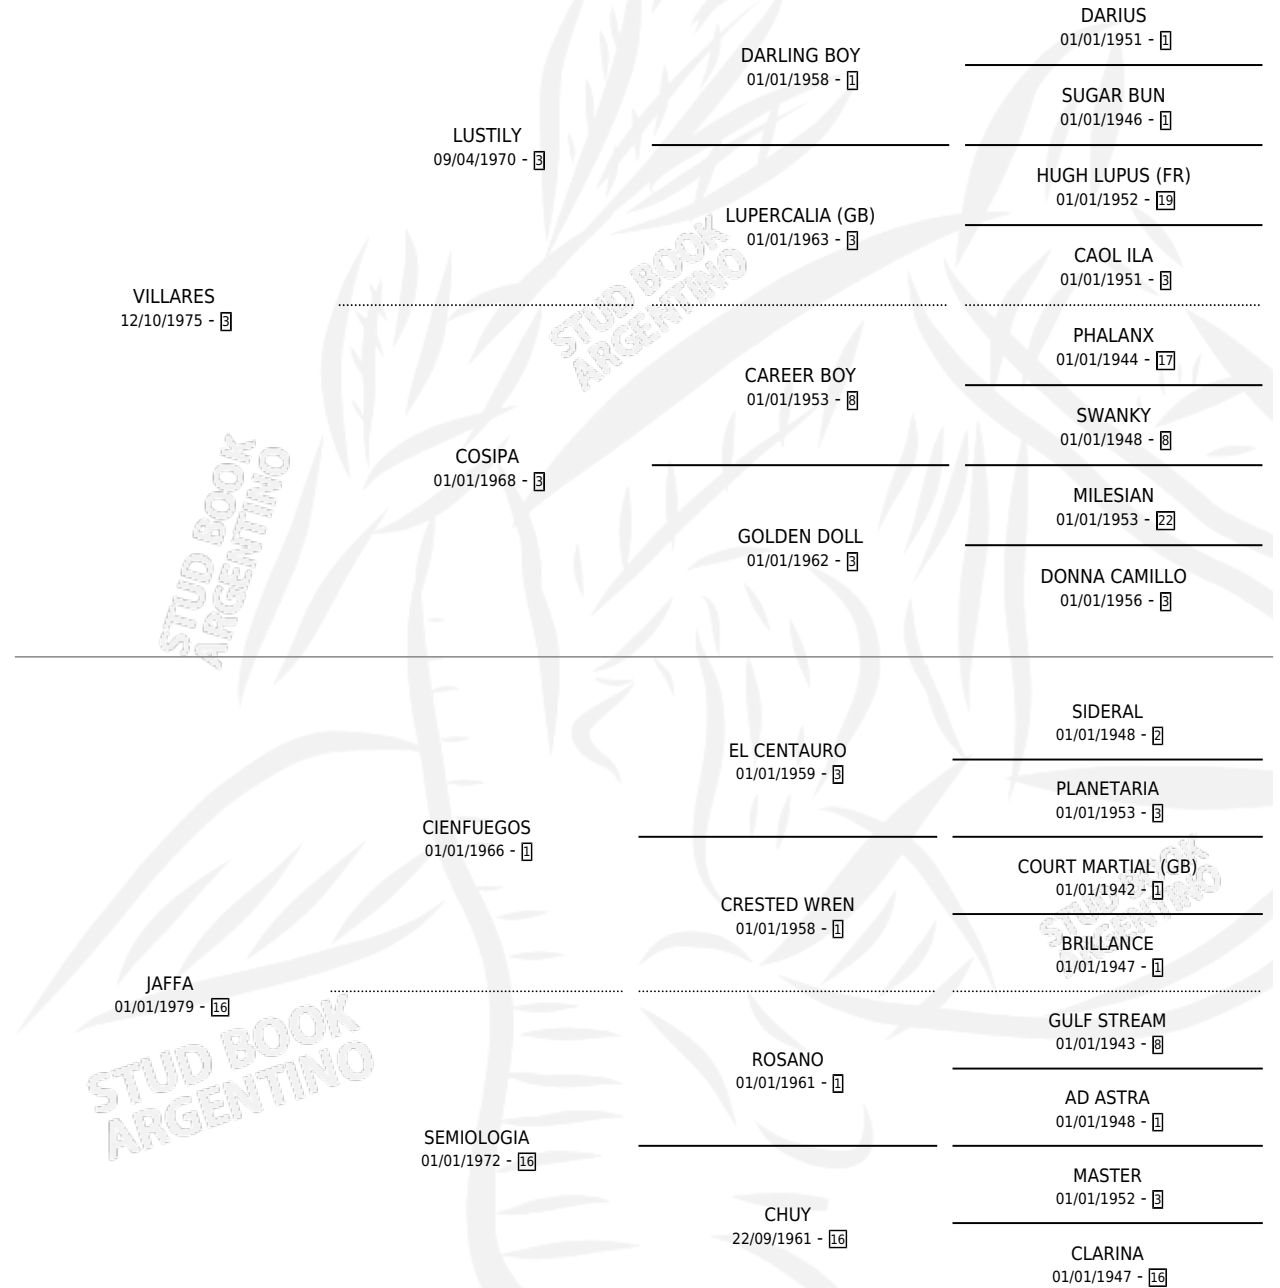 DARIUS
01/01/1951 - 1
DARLING BOY
01/01/1958 - 1
SUGAR BUN
01/01/1946 - 1
LUSTILY
09/04/1970 - 3
HUGH LUPUS (FR)
01/01/1952 - 19
LUPERCALIA (GB)
01/01/1963 - 3
CAOL ILA
01/01/1951 - 3
VILLARES
12/10/1975 - 3
PHALANX
01/01/1944 - 17
CAREER BOY
01/01/1953 - 8
SWANKY
01/01/1948 - 8
COSIPA
01/01/1968 - 3
MILESIAN
01/01/1953 - 22
GOLDEN DOLL
01/01/1962 - 3
DONNA CAMILLO
01/01/1956 - 3
SIDERAL
01/01/1948 - 2
EL CENTAURO
01/01/1959 - 3
PLANETARIA
01/01/1953 - 3
CIENFUEGOS
01/01/1966 - 1
COURT MARTIAL (GB)
01/01/1942 - 1
CRESTED WREN
01/01/1958 - 1
BRILLANCE
01/01/1947 - 1
JAFFA
01/01/1979 - 16
GULF STREAM
01/01/1943 - 8
ROSANO
01/01/1961 - 1
AD ASTRA
01/01/1948 - 1
SEMIOLOGIA
01/01/1972 - 16
MASTER
01/01/1952 - 3
CHUY
22/09/1961 - 16
CLARINA
01/01/1947 - 16
STUD BOOK
ARGENTINO
STUD BOOK
ARGENTINO
STUD BOOK
ARGENTINO
STUD BOOK
ARGENTINO